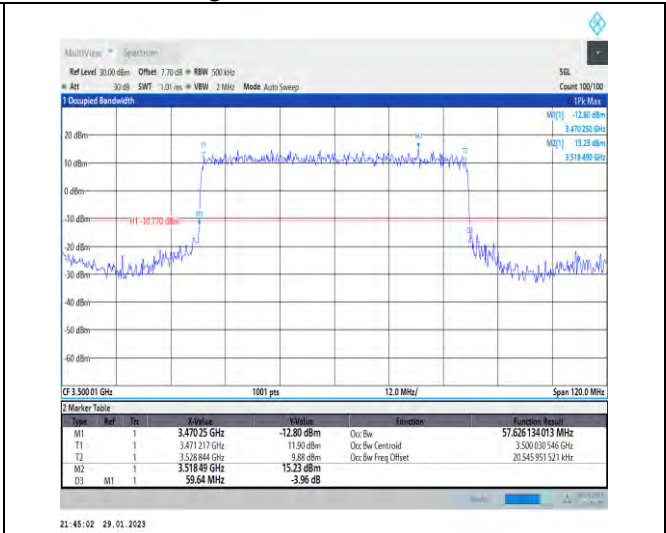 MultiView Spectrum
Ref Level 30.00 dBm Offset 7.70 dB RBW 500 kHz SGL
Att 30 dB SWT 1.01 ms VBW 2 MHz Mode Auto Sweep Count 100/100
1 Occupied Bandwidth 1Pk Max
M1[1] -12.80 dBm
3.470 250 GHz
M2[1] 15.23 dBm
3.518 490 GHz
20 dBm
10 dBm
0 dBm
-10 dBm
H1 -10.770 dBm
-20 dBm
-30 dBm
-40 dBm
-50 dBm
-60 dBm
CF 3.500 01 GHz 1001 pts 12.0 MHz/ Span 120.0 MHz
2 Marker Table
Type Ref Trc X-Value Y-Value Function Function Result
M1 1 3.470 25 GHz -12.80 dBm Occ Bw 57.626 134 013 MHz
T1 1 3.471 217 GHz 11.90 dBm Occ Bw Centroid 3.500 030 546 GHz
T2 1 3.528 844 GHz 9.88 dBm Occ Bw Freq Offset 20.545 951 521 kHz
M2 1 3.518 49 GHz 15.23 dBm
D3 M1 1 59.64 MHz -3.96 dB
21:45:02 29.01.2023